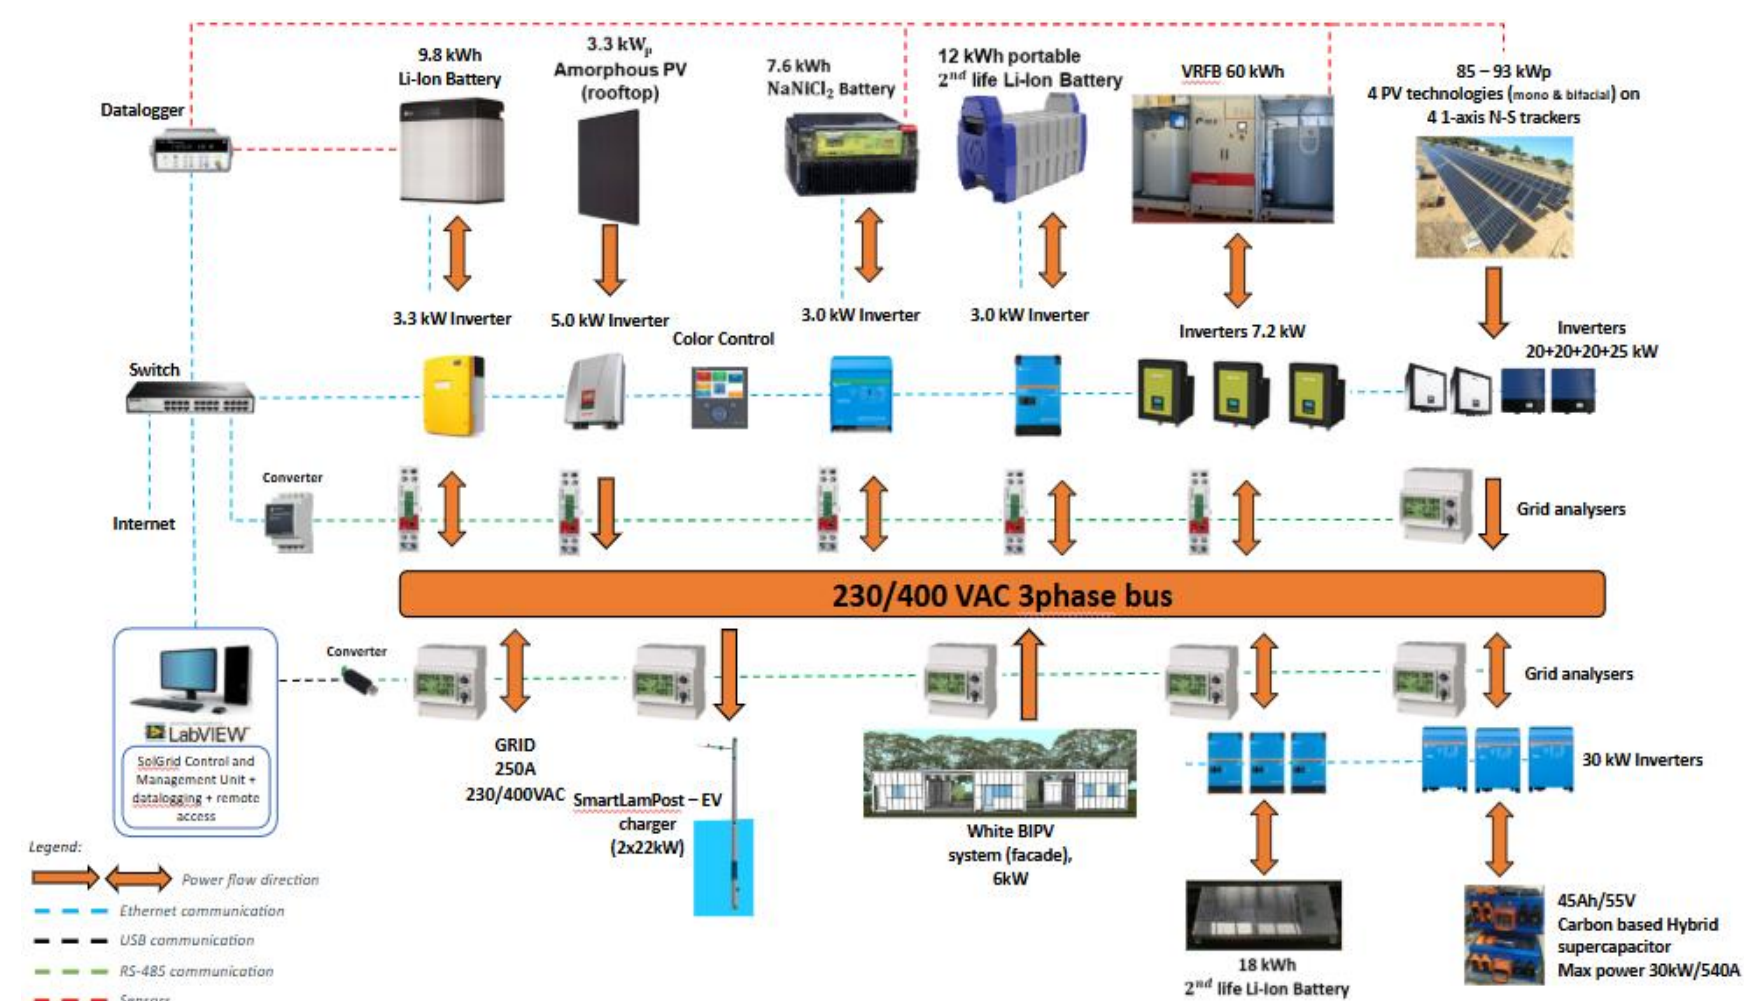 9.8 kWh
Li-Ion Battery
3.3 kWp
Amorphous PV
(rooftop)
7.6 kWh
NaNiCl2 Battery
12 kWh portable
2nd life Li-Ion Battery
VRFB 60 kWh
85 – 93 kWp
4 PV technologies (mono & bifacial) on
4 1-axis N-S trackers
Datalogger
3.3 kW Inverter
5.0 kW Inverter
Color Control
3.0 kW Inverter
3.0 kW Inverter
Inverters 7.2 kW
Inverters
20+20+20+25 kW
Switch
Converter
Internet
Grid analysers
230/400 VAC 3phase bus
Converter
Grid analysers
LabVIEW
SolGrid Control and
Management Unit +
datalogging + remote
access
GRID
250A
230/400VAC
SmartLamPost – EV
charger
(2x22kW)
White BIPV
system (facade),
6kW
30 kW Inverters
18 kWh
2nd life Li-Ion Battery
45Ah/55V
Carbon based Hybrid
supercapacitor
Max power 30kW/540A
Legend:
Power flow direction
Ethernet communication
USB communication
RS-485 communication
Sensors